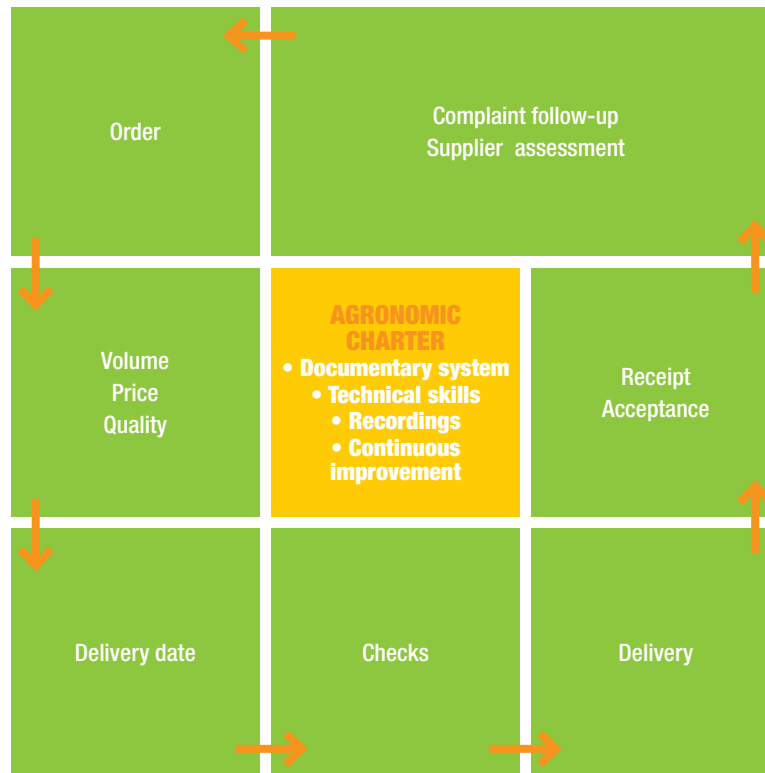 Order
Complaint follow-up
Supplier assessment
Volume
Price
Quality
AGRONOMIC
CHARTER
• Documentary system
• Technical skills
• Recordings
• Continuous
improvement
Receipt
Acceptance
Delivery date
Checks
Delivery